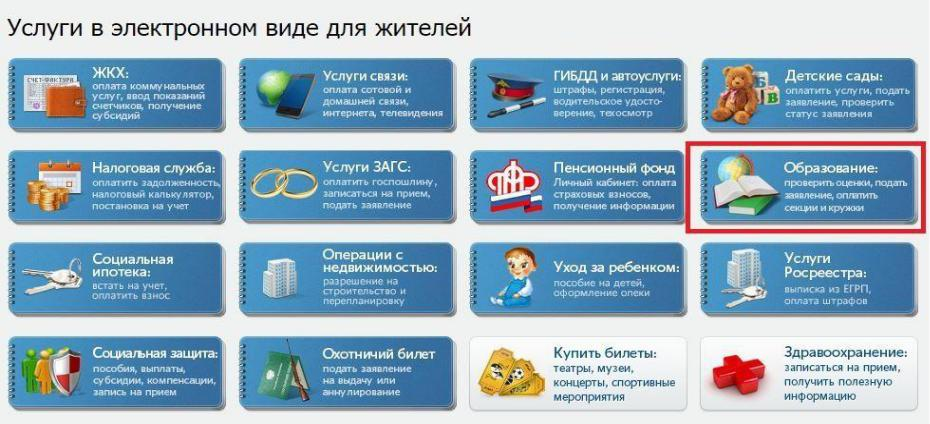 Услуги в электронном виде для жителей
ЖКХ:
оплата коммунальных
услуг, ввод показаний
счетчиков, получение
субсидий
Услуги связи:
оплата сотовой и
домашней связи,
интернета, телевидения
ГИБДД и автоуслуги:
штрафы, регистрация,
водительское удосто-
верение, техосмотр
Детские сады:
оплатить услуги, подать
заявление, проверить
статус заявления
Налоговая служба:
оплатить задолженность,
налоговый калькулятор,
постановка на учет
Услуги ЗАГС:
оплатить госпошлину,
записаться на прием,
подать заявление
Пенсионный фонд
Личный кабинет: оплата
страховых взносов,
получение информации
Образование:
проверить оценки, подать
заявление, оплатить
секции и кружки
Социальная
ипотека:
встать на учет,
оплатить взнос
Операции с
недвижимостью:
разрешение на
строительство и
перепланировку
Уход за ребенком:
пособие на детей,
оформление опеки
Услуги
Росреестра:
выписка из ЕГРП,
оплата штрафов
Социальная защита:
пособия, выплаты,
субсидии, компенсации,
запись на прием
Охотничий билет
подать заявление
на выдачу или
аннулирование
Купить билеты:
театры, музеи,
концерты, спортивные
мероприятия
Здравоохранение:
записаться на прием,
получить полезную
информацию
СЧЕТ-ФАКТУРА
Б
В